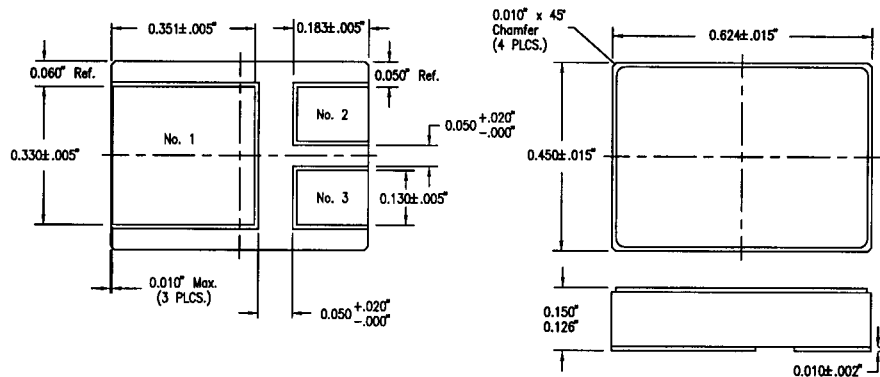 0.351±.005"
0.183±.005"
0.060" Ref.
0.050" Ref.
No. 1
No. 2
0.050 +.020"
-.000"
0.330±.005"
No. 3
0.130±.005"
0.010" Max.
(3 PLCS.)
0.050 +.020"
-.000"
0.010" x 45°
Chamfer
(4 PLCS.)
0.624±.015"
0.450±.015"
0.150"
0.126"
0.010±.002"